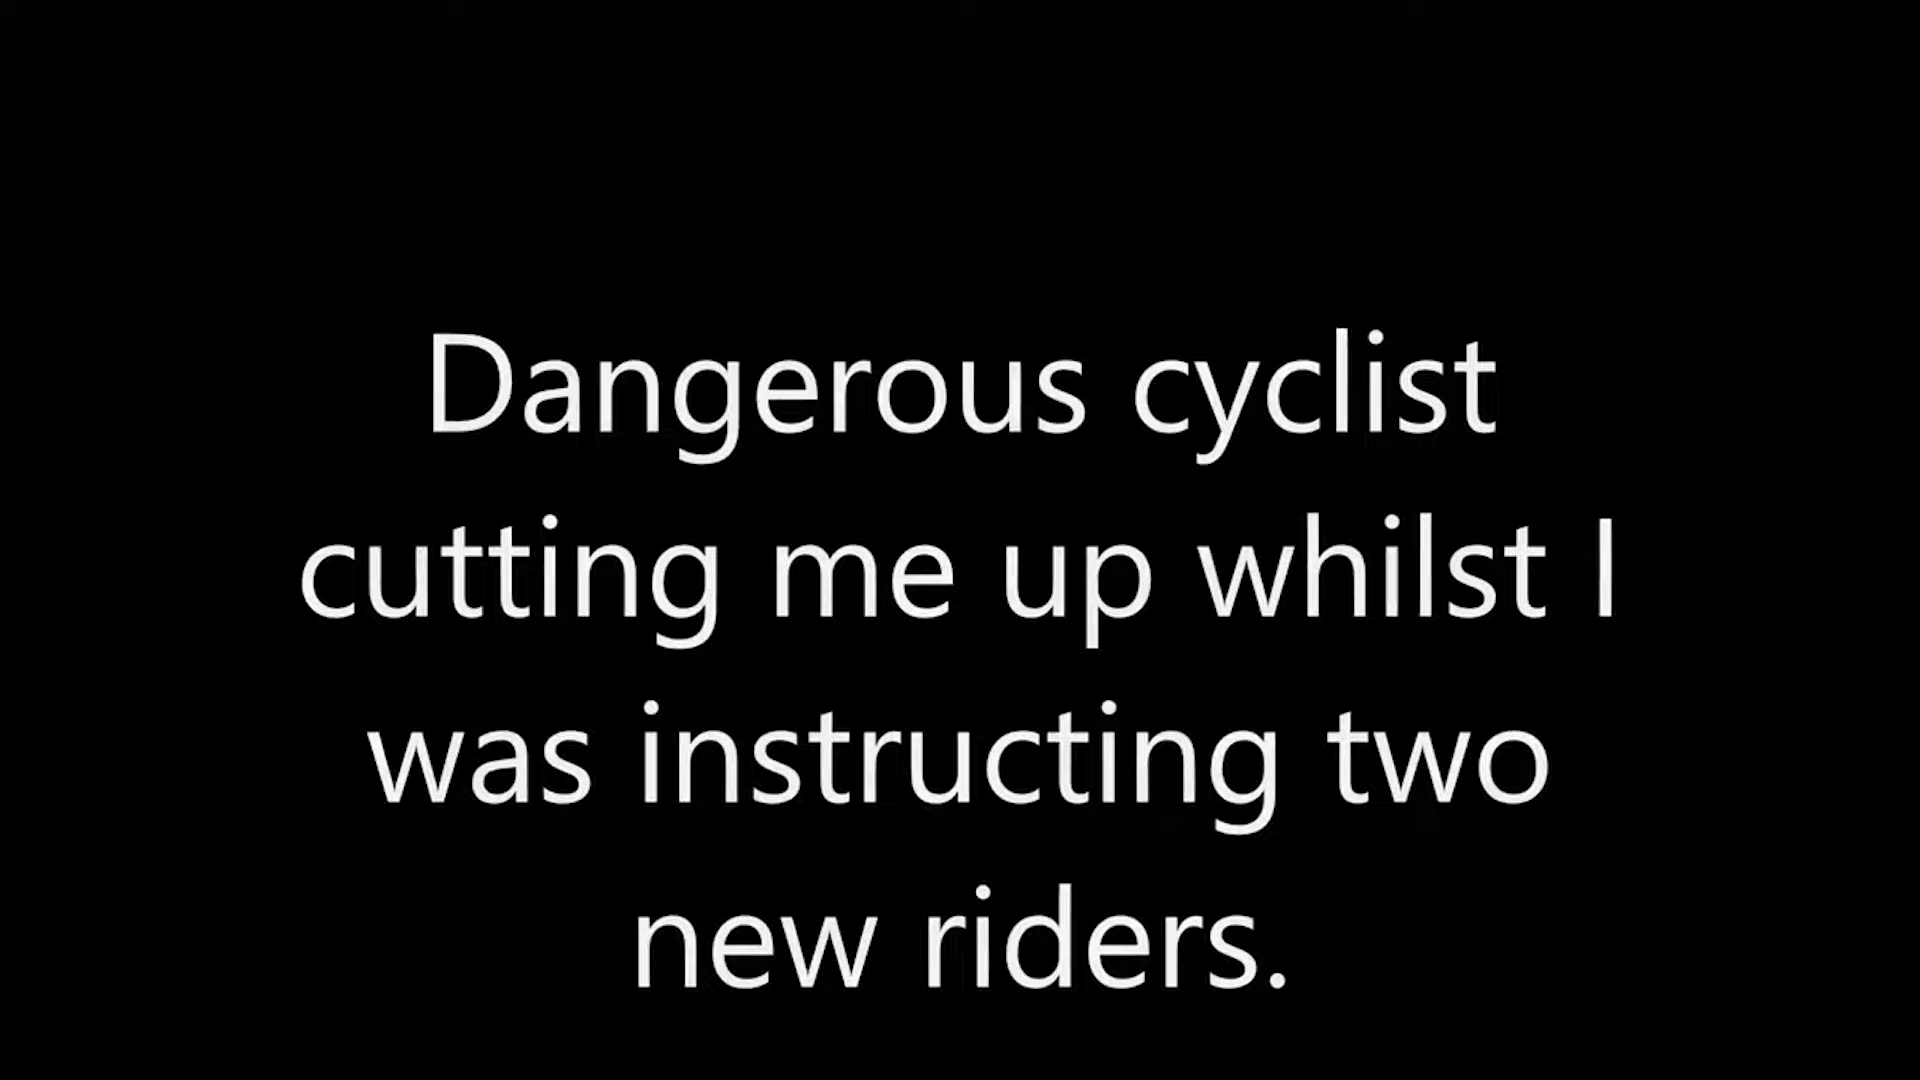 Dangerous cyclist
cutting me up whilst I
was instructing two
new riders.